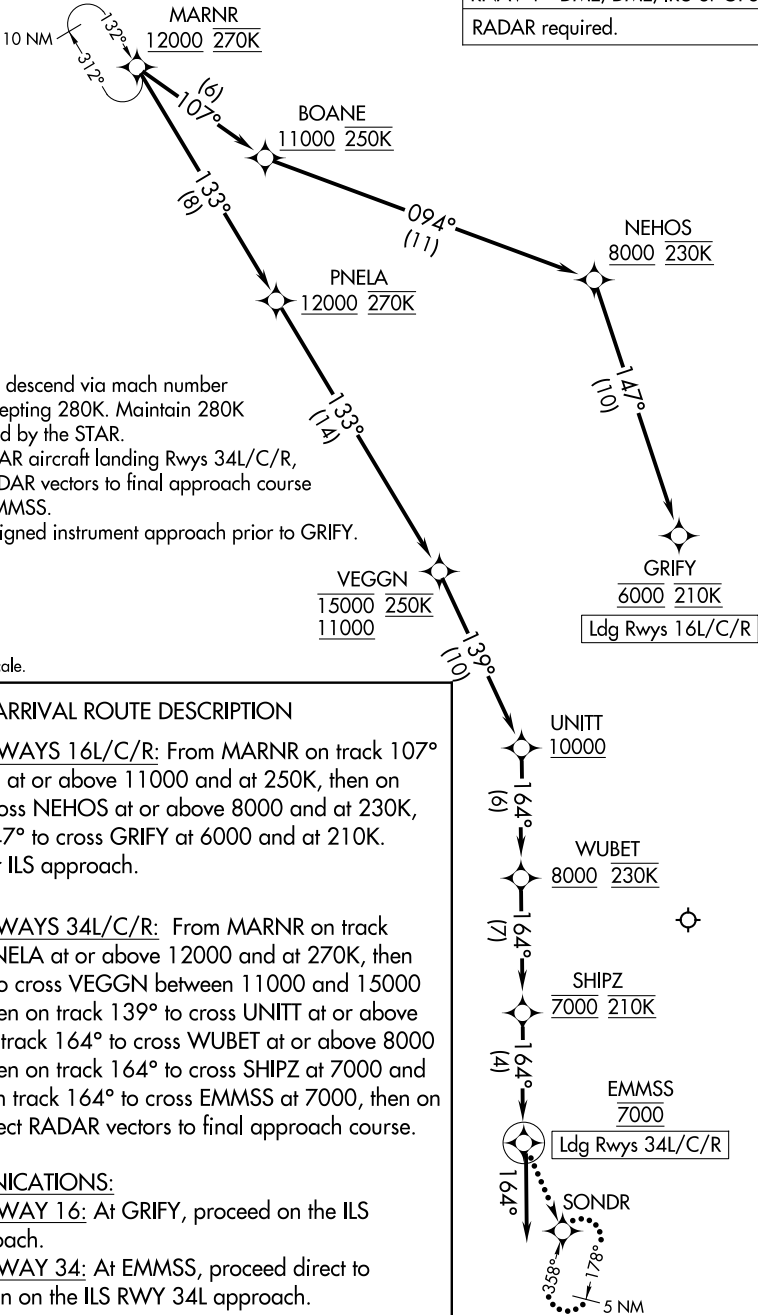 RADAR required.
MARNR
12000 270K
10 NM
132°
312°
(6)
107°
BOANE
11000 250K
133°
(8)
094°
(11)
NEHOS
8000 230K
PNELA
12000 270K
147°
(10)
descend via mach number
epting 280K. Maintain 280K
d by the STAR.
AR aircraft landing Rwys 34L/C/R,
DAR vectors to final approach course
MMSS.
igned instrument approach prior to GRIFY.
133°
(14)
GRIFY
6000 210K
Ldg Rwys 16L/C/R
VEGGN
15000 250K
11000
139°
(10)
cale.
ARRIVAL ROUTE DESCRIPTION
WAYS 16L/C/R: From MARNR on track 107°
at or above 11000 and at 250K, then on
oss NEHOS at or above 8000 and at 230K,
47° to cross GRIFY at 6000 and at 210K.
r ILS approach.
WAYS 34L/C/R: From MARNR on track
NELA at or above 12000 and at 270K, then
o cross VEGGN between 11000 and 15000
en on track 139° to cross UNITT at or above
track 164° to cross WUBET at or above 8000
en on track 164° to cross SHIPZ at 7000 and
n track 164° to cross EMMSS at 7000, then on
ect RADAR vectors to final approach course.
NICATIONS:
WAY 16: At GRIFY, proceed on the ILS
oach.
WAY 34: At EMMSS, proceed direct to
n on the ILS RWY 34L approach.
UNITT
10000
164°
(6)
WUBET
8000 230K
164°
(7)
SHIPZ
7000 210K
164°
(4)
EMMSS
7000
Ldg Rwys 34L/C/R
164°
SONDR
358°
178°
5 NM